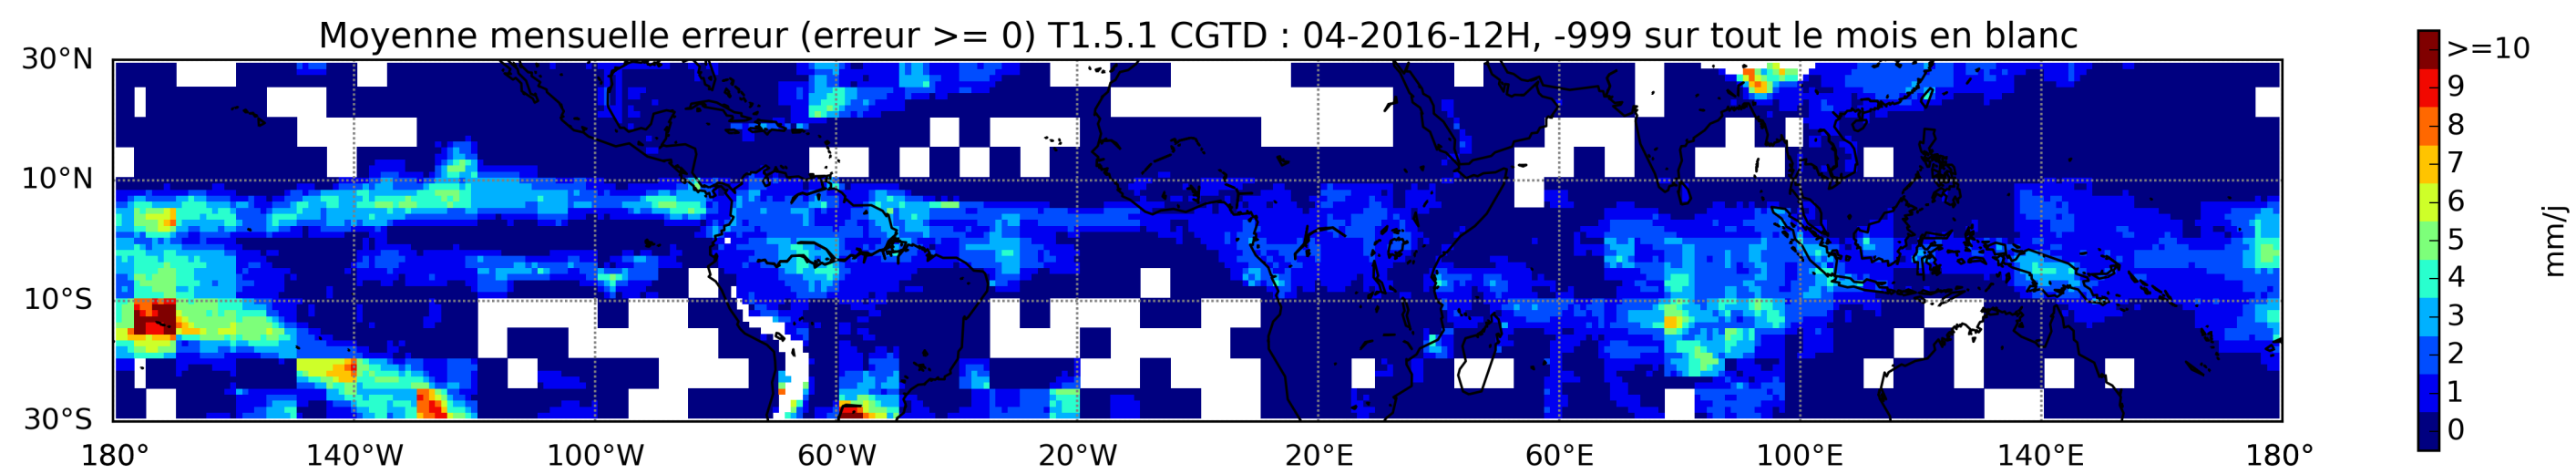 Moyenne mensuelle erreur (erreur >= 0) T1.5.1 CGTD : 04-2016-12H, -999 sur tout le mois en blanc
30°N
10°N
10°S
30°S
180° 140°W 100°W 60°W 20°W 20°E 60°E 100°E 140°E 180°
>=10
9
8
7
6
5
4
3
2
1
0
mm/j